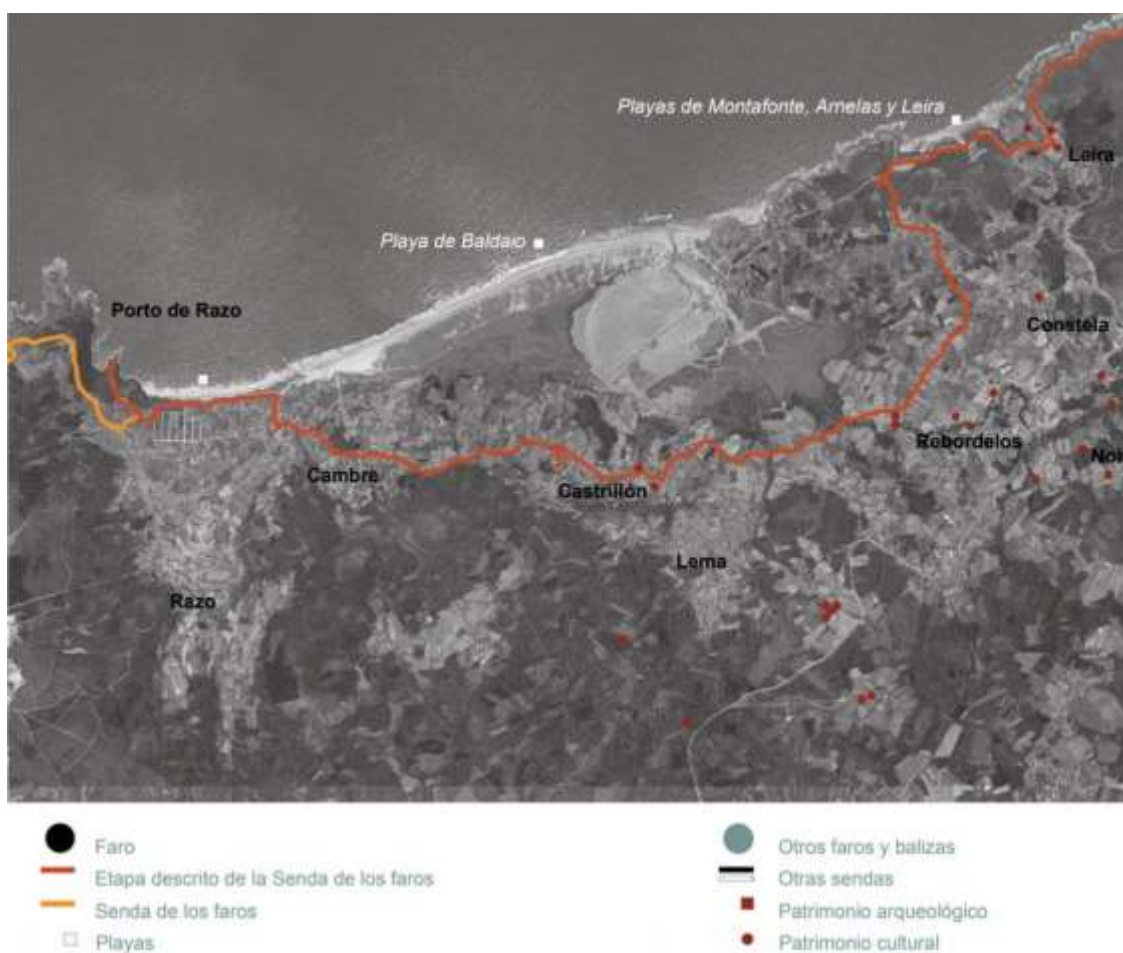 Playas de Montafonte, Arnelas y Leira
Leira
Playa de Baldaio
Porto de Razo
Constela
Rebordelos
Cambre
Castrillón
Lema
Razo
Faro
Etapa descrito de la Senda de los faros
Senda de los faros
Playas
Otros faros y balizas
Otras sendas
Patrimonio arqueológico
Patrimonio cultural